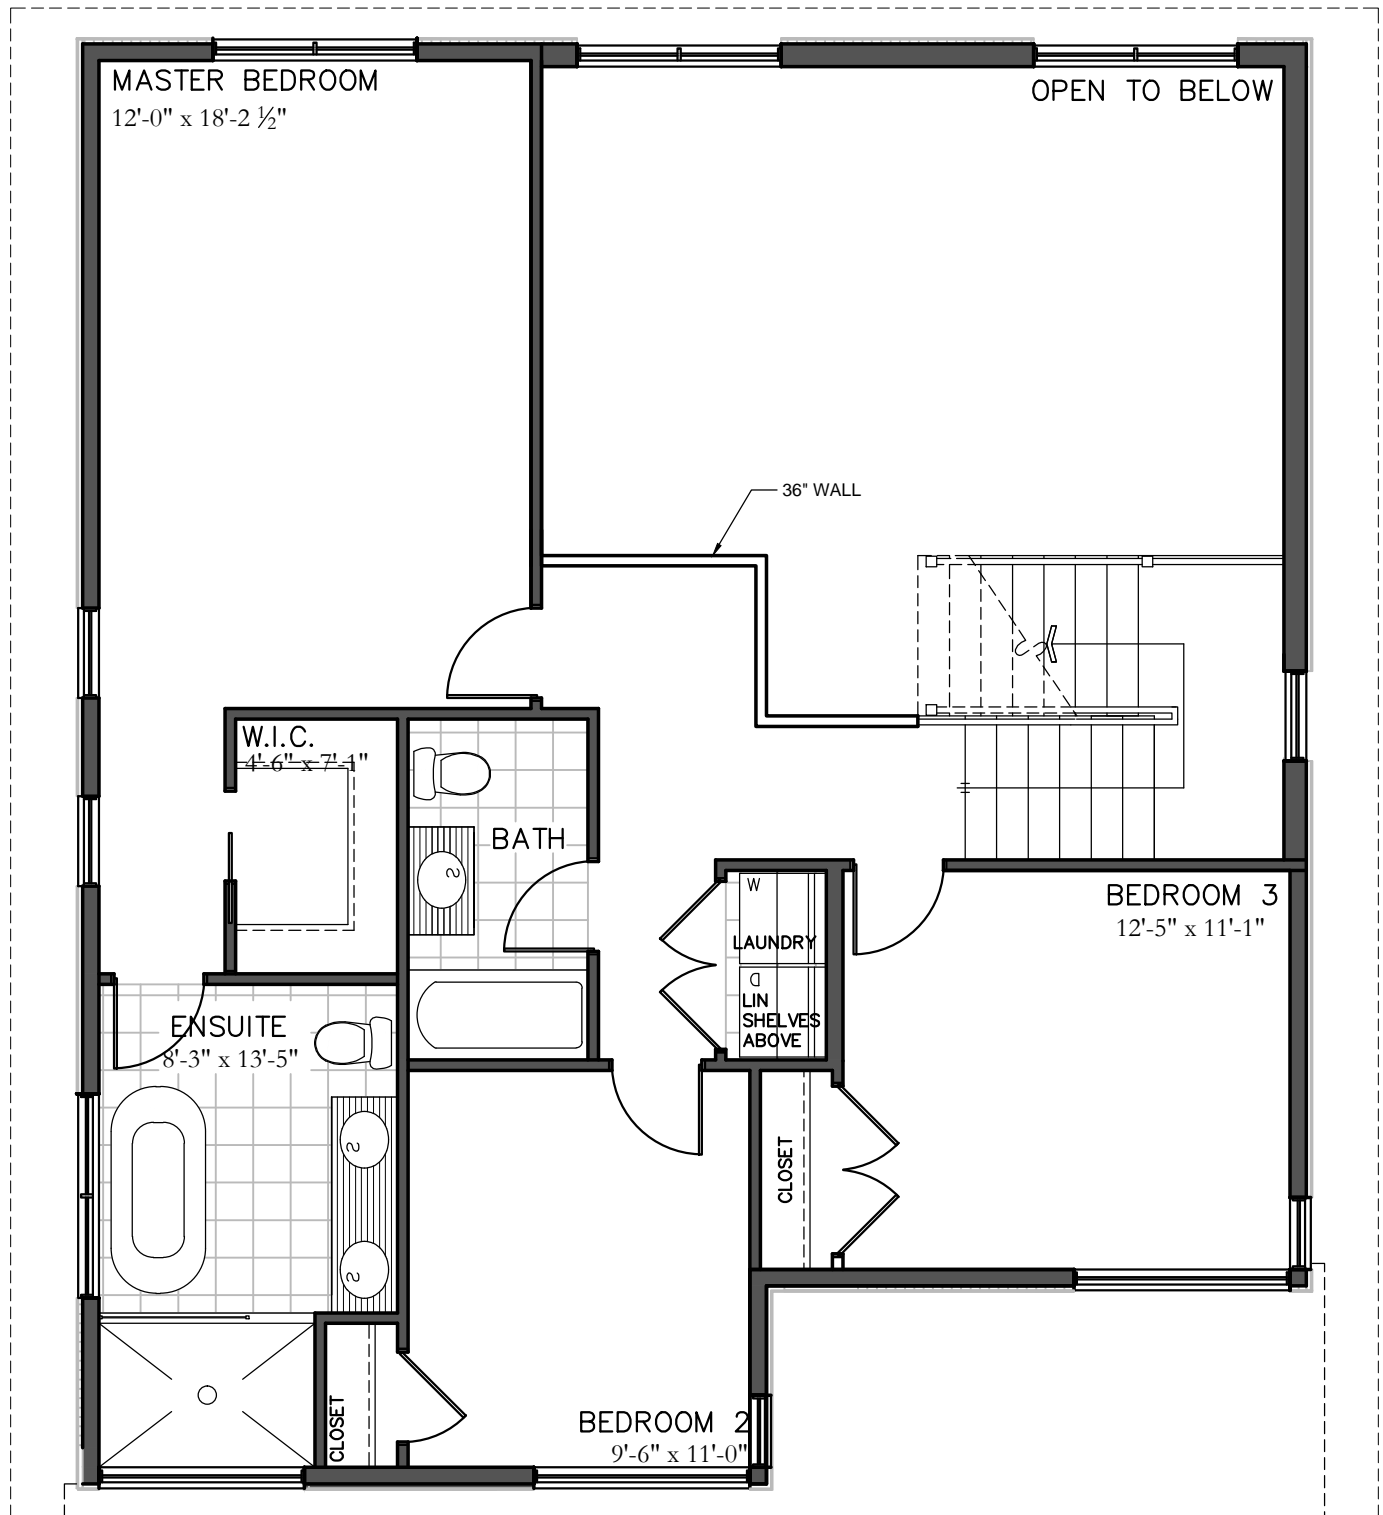 MASTER BEDROOM
12'-0" x 18'-2 ½"
OPEN TO BELOW
36" WALL
W.I.C.
4'-6" x 7'-1"
BATH
W
LAUNDRY
D
LIN
SHELVES
ABOVE
BEDROOM 3
12'-5" x 11'-1"
ENSUITE
8'-3" x 13'-5"
CLOSET
CLOSET
BEDROOM 2
9'-6" x 11'-0"